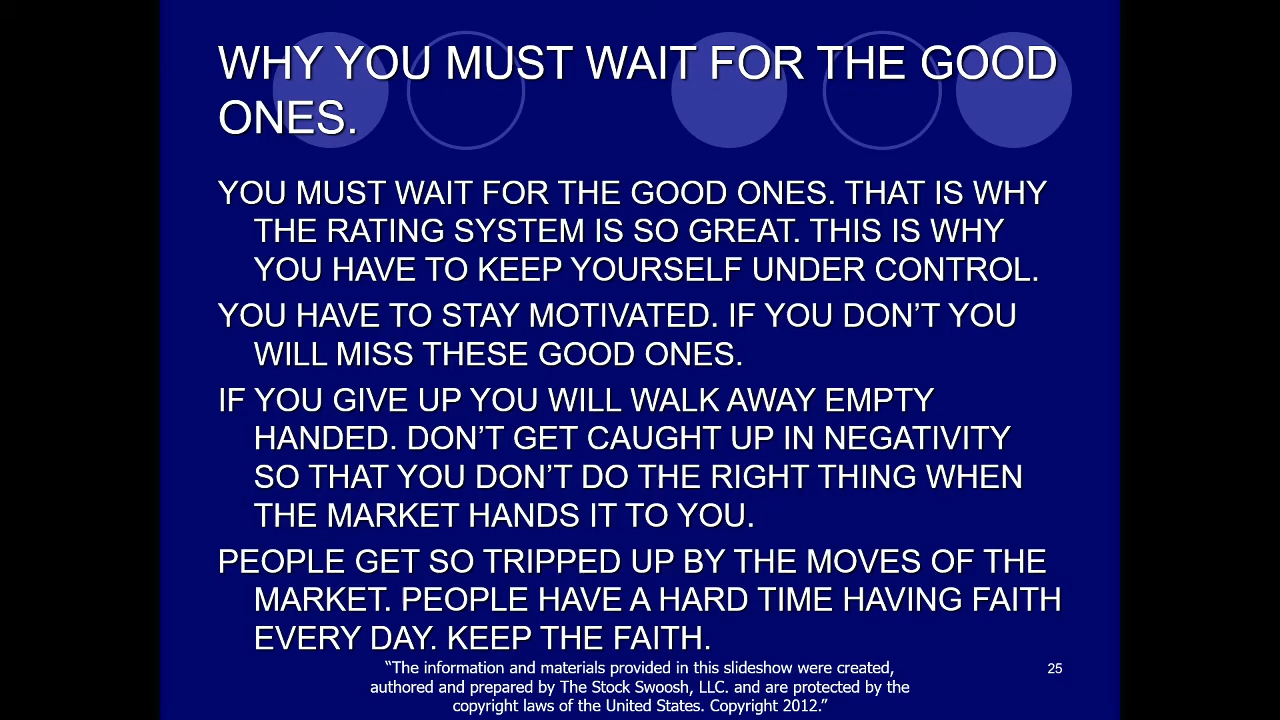 WHY YOU MUST WAIT FOR THE GOOD
ONES.
YOU MUST WAIT FOR THE GOOD ONES. THAT IS WHY
THE RATING SYSTEM IS SO GREAT. THIS IS WHY
YOU HAVE TO KEEP YOURSELF UNDER CONTROL.
YOU HAVE TO STAY MOTIVATED. IF YOU DON’T YOU
WILL MISS THESE GOOD ONES.
IF YOU GIVE UP YOU WILL WALK AWAY EMPTY
HANDED. DON’T GET CAUGHT UP IN NEGATIVITY
SO THAT YOU DON’T DO THE RIGHT THING WHEN
THE MARKET HANDS IT TO YOU.
PEOPLE GET SO TRIPPED UP BY THE MOVES OF THE
MARKET. PEOPLE HAVE A HARD TIME HAVING FAITH
EVERY DAY. KEEP THE FAITH.
“The information and materials provided in this slideshow were created,
authored and prepared by The Stock Swoosh, LLC. and are protected by the
copyright laws of the United States. Copyright 2012.”
25